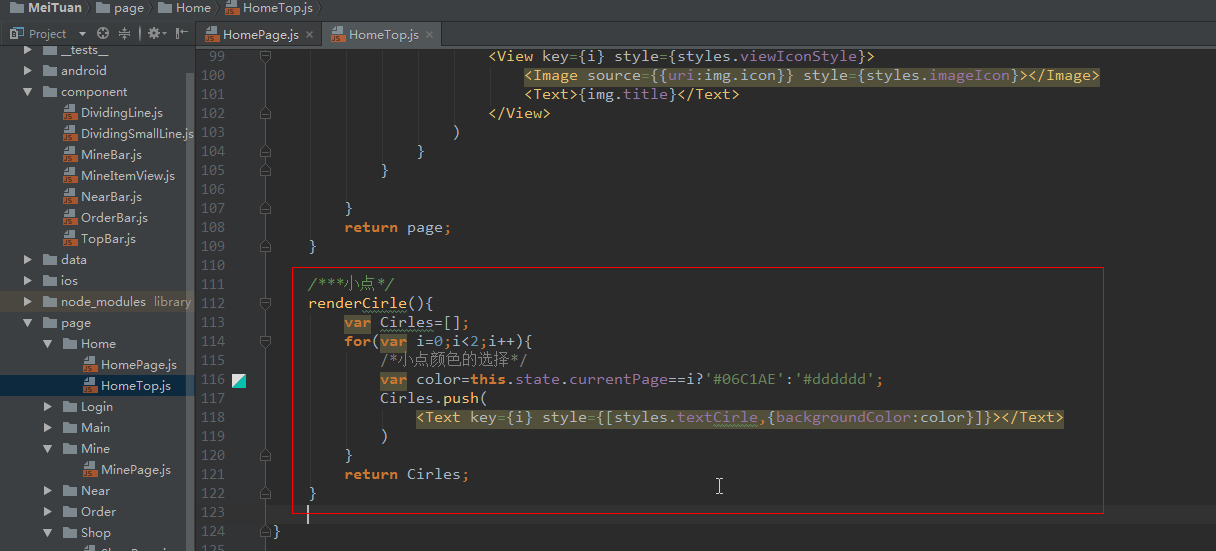 MeiTuan page Home HomeTop.js
Project HomePage.js HomeTop.js
__tests__
android
component
DividingLine.js
DividingSmallLine.js
MineBar.js
MineItemView.js
NearBar.js
OrderBar.js
TopBar.js
data
ios
node_modules library
page
Home
HomePage.js
HomeTop.js
Login
Main
Mine
MinePage.js
Near
Order
Shop
99 <View key={i} style={styles.viewIconStyle}>
100 <Image source={{uri:img.icon}} style={styles.imageIcon}></Image>
101 <Text>{img.title}</Text>
102 </View>
103 )
104 }
105 }
106
107 }
108 return page;
109 }
110
111 /***小点*/
112 renderCirle(){
113 var Cirles=[];
114 for(var i=0;i<2;i++){
115 /*小点颜色的选择*/
116 var color=this.state.currentPage==i?'#06C1AE':'#dddddd';
117 Cirles.push(
118 <Text key={i} style={[styles.textCirle,{backgroundColor:color}]}></Text>
119 )
120 }
121 return Cirles;
122 }
123
124 }